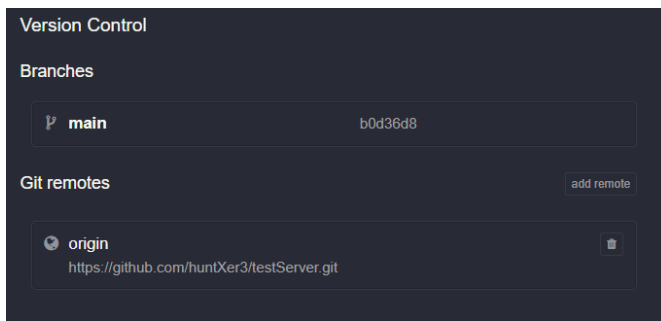 Version Control
Branches
main b0d36d8
Git remotes add remote
origin
https://github.com/huntXer3/testServer.git